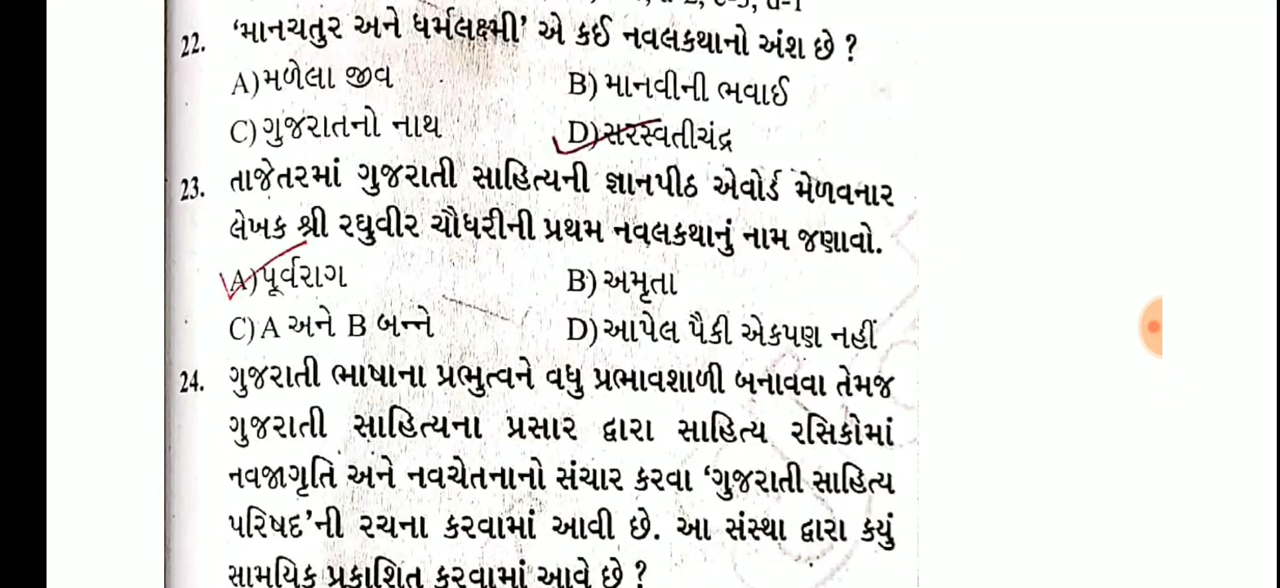 22. 'માનચતુર અને ધર્મલક્ષ્મી' એ કઈ નવલકથાનો અંશ છે ?
A) મળેલા જીવ B) માનવીની ભવાઈ
C) ગુજરાતનો નાથ D) સરસ્વતીચંદ્ર
23. તાજેતરમાં ગુજરાતી સાહિત્યની જ્ઞાનપીઠ એવોર્ડ મેળવનાર
લેખક શ્રી રઘુવીર ચૌધરીની પ્રથમ નવલકથાનું નામ જણાવો.
A) પૂર્વરાગ B) અમૃતા
C) A અને B બન્ને D) આપેલ પૈકી એકપણ નહીં
24. ગુજરાતી ભાષાના પ્રભુત્વને વધુ પ્રભાવશાળી બનાવવા તેમજ
ગુજરાતી સાહિત્યના પ્રસાર દ્વારા સાહિત્ય રસિકોમાં
નવજાગૃતિ અને નવચેતનાનો સંચાર કરવા 'ગુજરાતી સાહિત્ય
પરિષદ'ની રચના કરવામાં આવી છે. આ સંસ્થા દ્વારા કયું
સામયિક પ્રકાશિત કરવામાં આવે છે ?